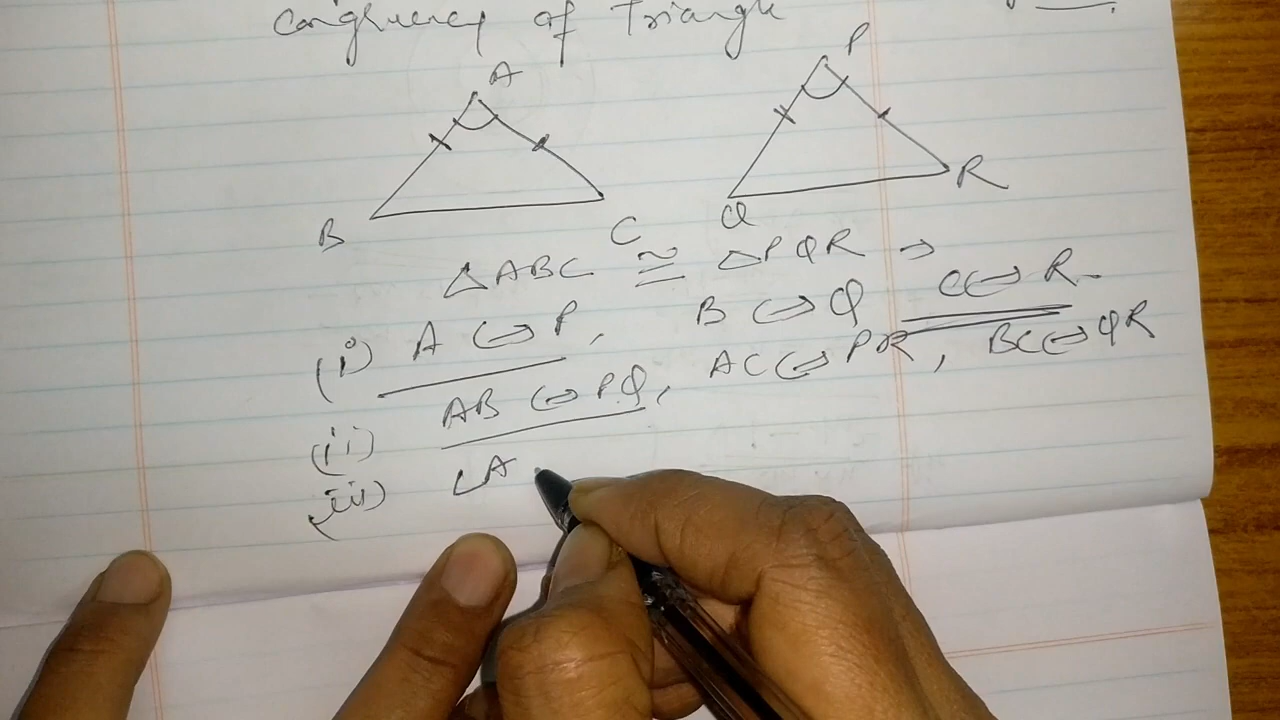 Congruency of Triangle
A P
B C Q R
△ABC ≅ △PQR →
(i) A ↔ P, B ↔ Q C ↔ R
(ii) AB ↔ PQ, AC ↔ PR, BC ↔ QR
(iii) ∠A